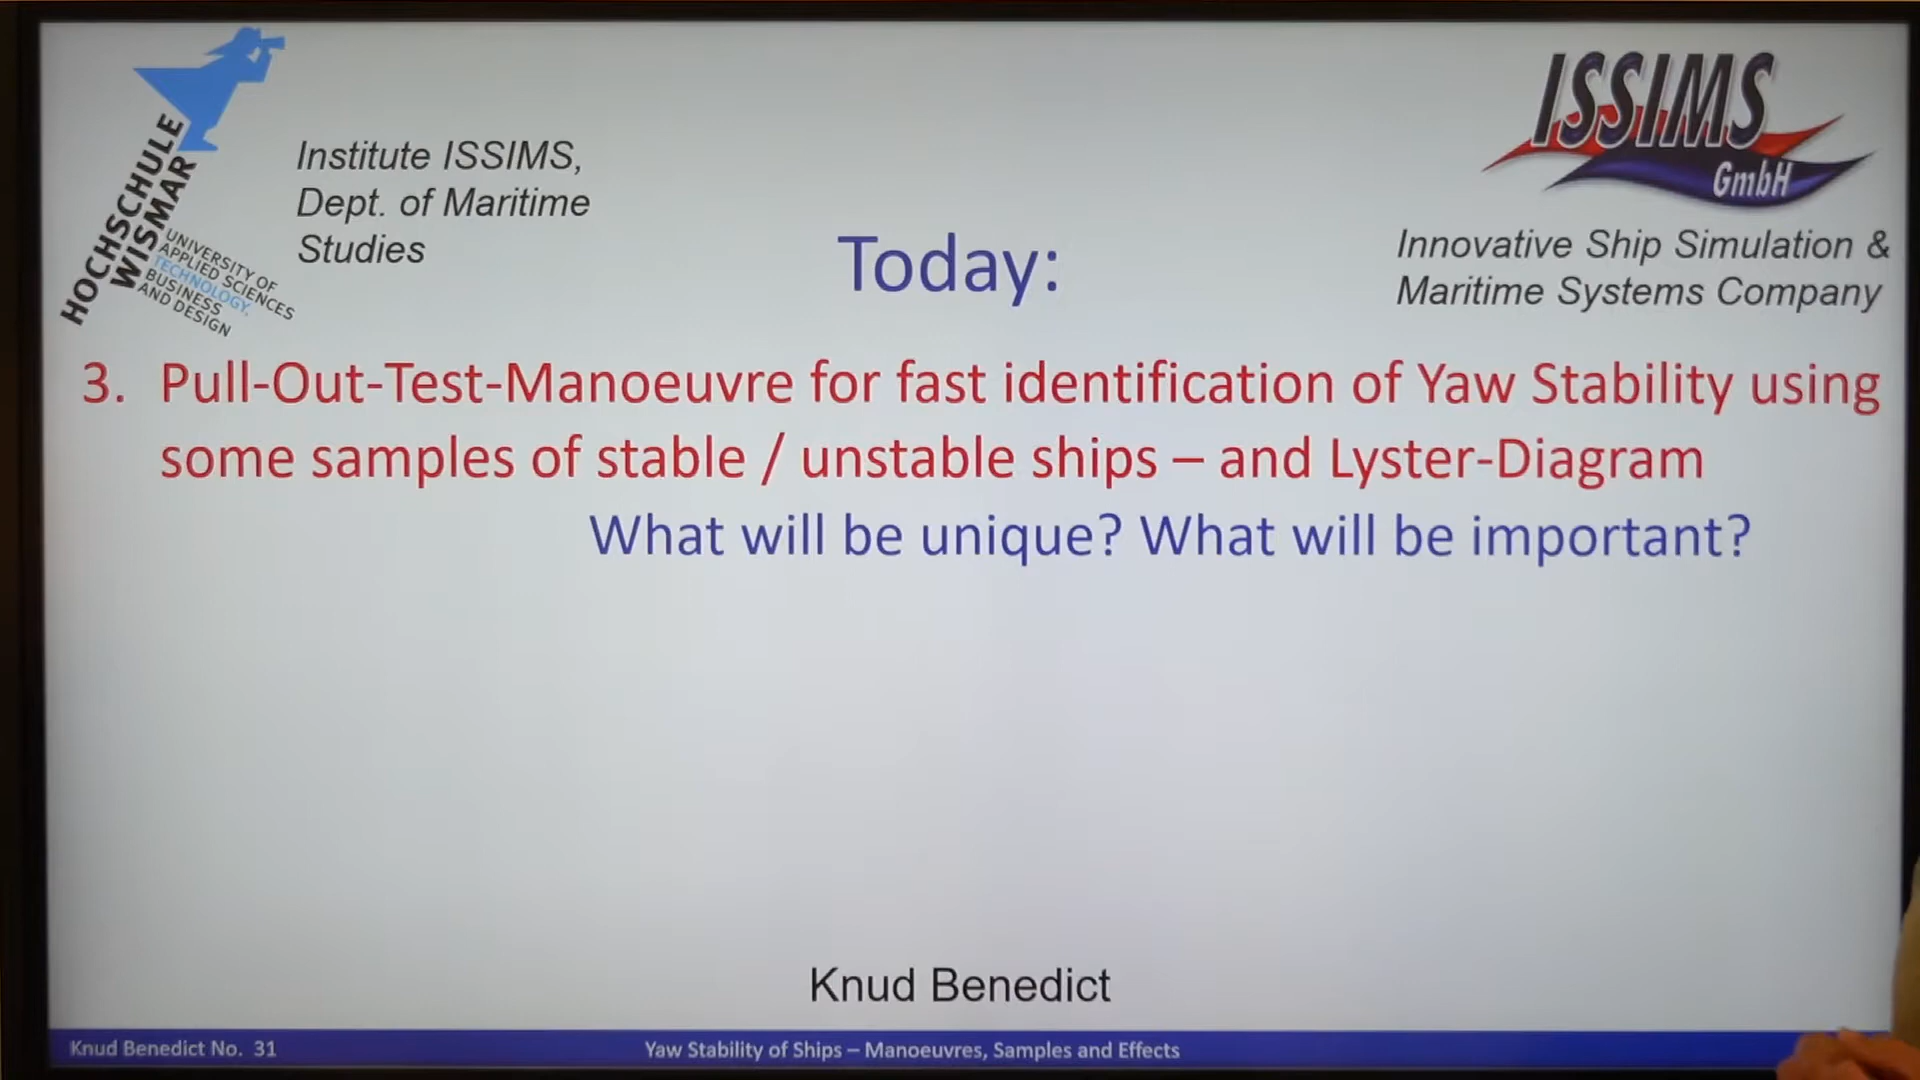 HOCHSCHULE
WISMAR
UNIVERSITY OF
APPLIED SCIENCES
TECHNOLOGY,
BUSINESS
AND DESIGN
Institute ISSIMS,
Dept. of Maritime
Studies
ISSIMS
GmbH
Innovative Ship Simulation &
Maritime Systems Company
Today:
3. Pull-Out-Test-Manoeuvre for fast identification of Yaw Stability using
some samples of stable / unstable ships – and Lyster-Diagram
What will be unique? What will be important?
Knud Benedict
Knud Benedict No. 31
Yaw Stability of Ships – Manoeuvres, Samples and Effects